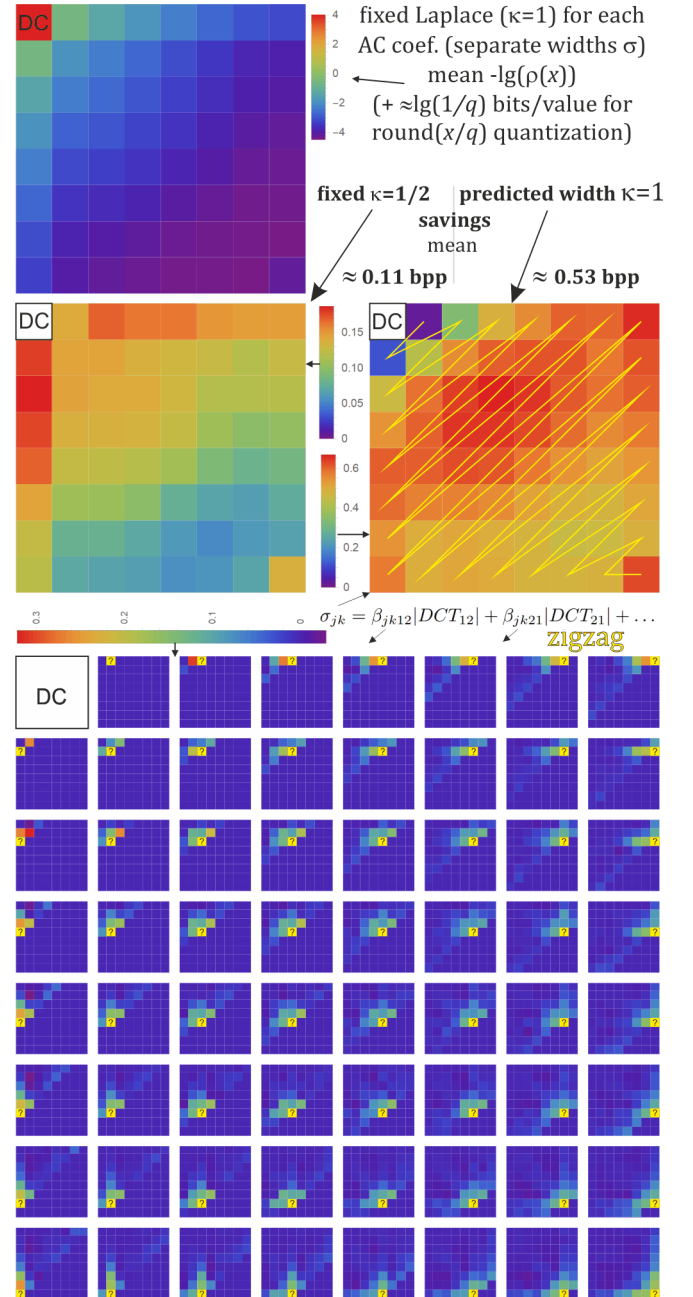 DC
4
2
0
−2
−4
fixed Laplace (κ=1) for each
AC coef. (separate widths σ)
mean -lg(ρ(x))
(+ ≈lg(1/q) bits/value for
round(x/q) quantization)
fixed κ=1/2
predicted width κ=1
savings
mean
≈ 0.11 bpp
≈ 0.53 bpp
DC
0.15
0.10
0.05
0
0.6
0.4
0.2
0
DC
σjk = βjk12|DCT12| + βjk21|DCT21| + …
zigzag
0.3
0.2
0.1
0
DC
? ? ? ? ? ? ?
? ? ? ? ? ? ? ?
? ? ? ? ? ? ? ?
? ? ? ? ? ? ? ?
? ? ? ? ? ? ? ?
? ? ? ? ? ? ? ?
? ? ? ? ? ? ? ?
? ? ? ? ? ? ? ?